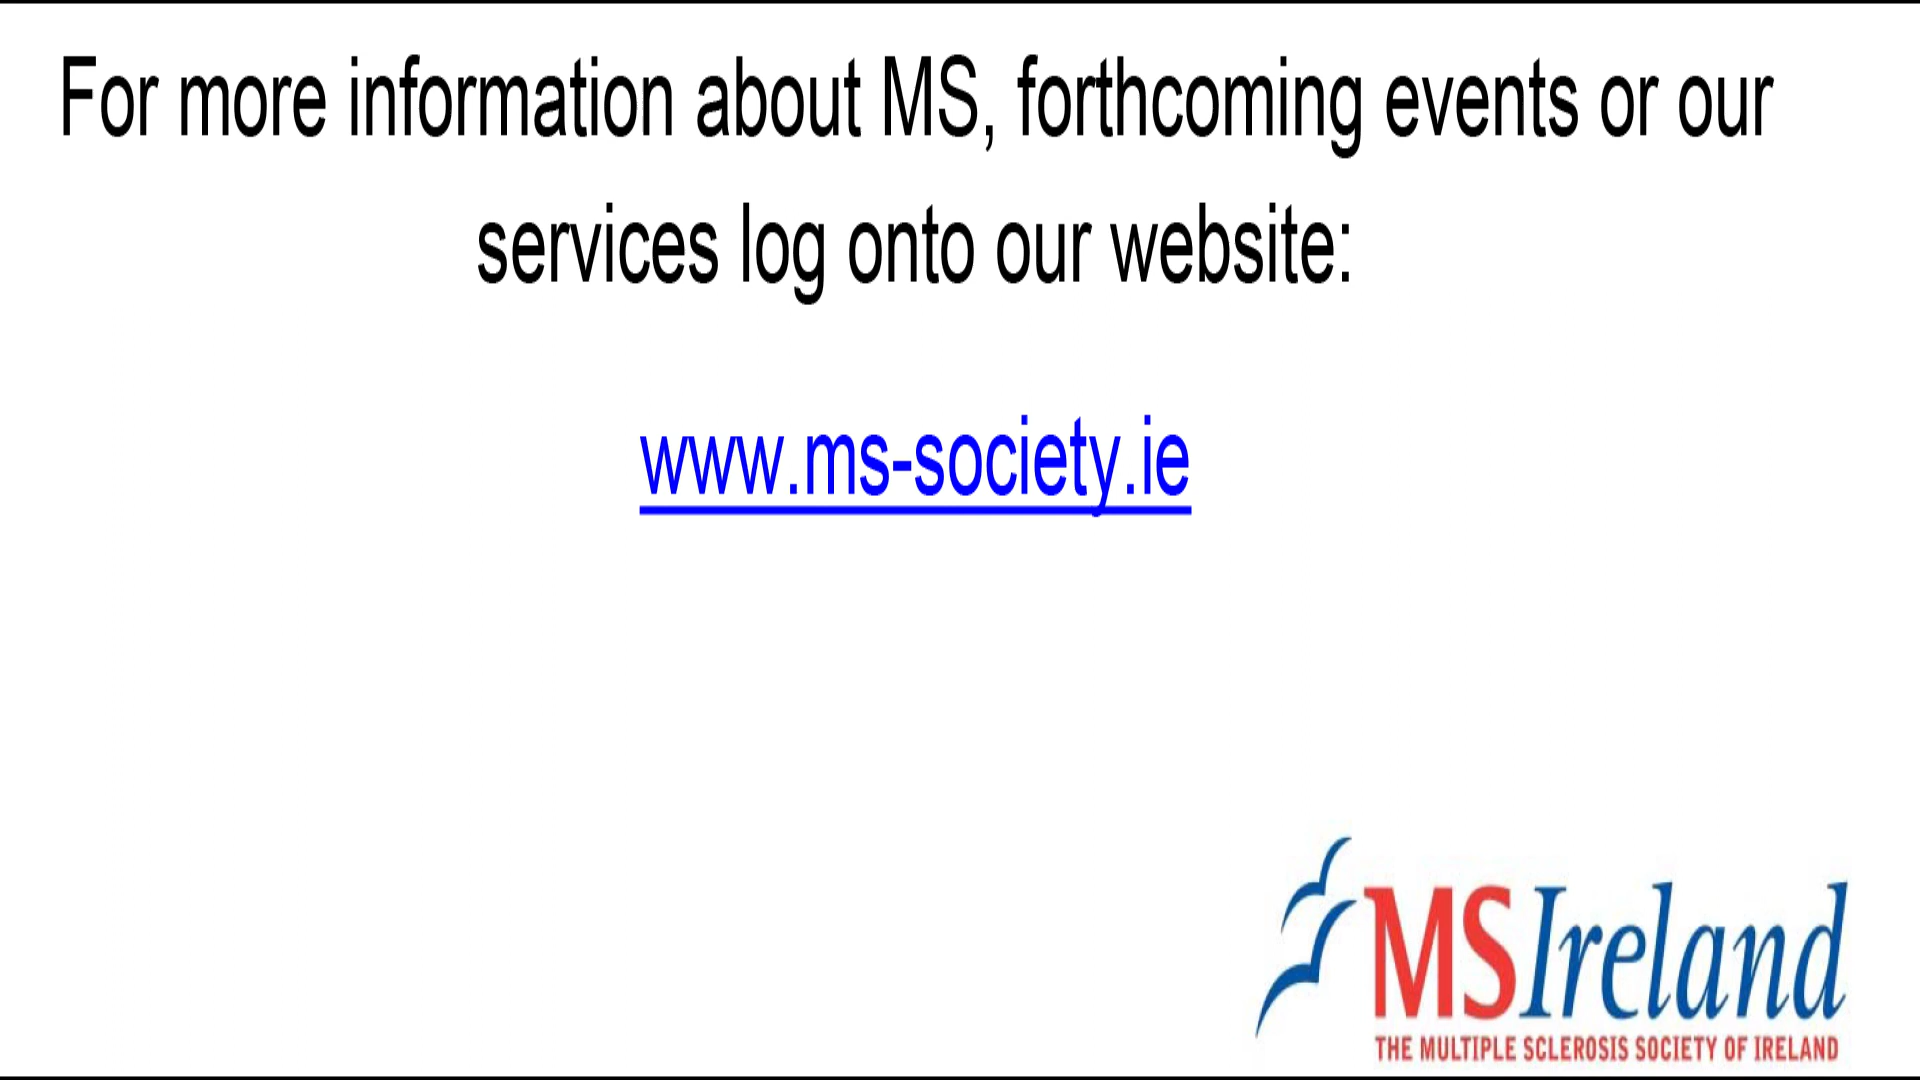 For more information about MS, forthcoming events or our
services log onto our website:
www.ms-society.ie
MSIreland
THE MULTIPLE SCLEROSIS SOCIETY OF IRELAND